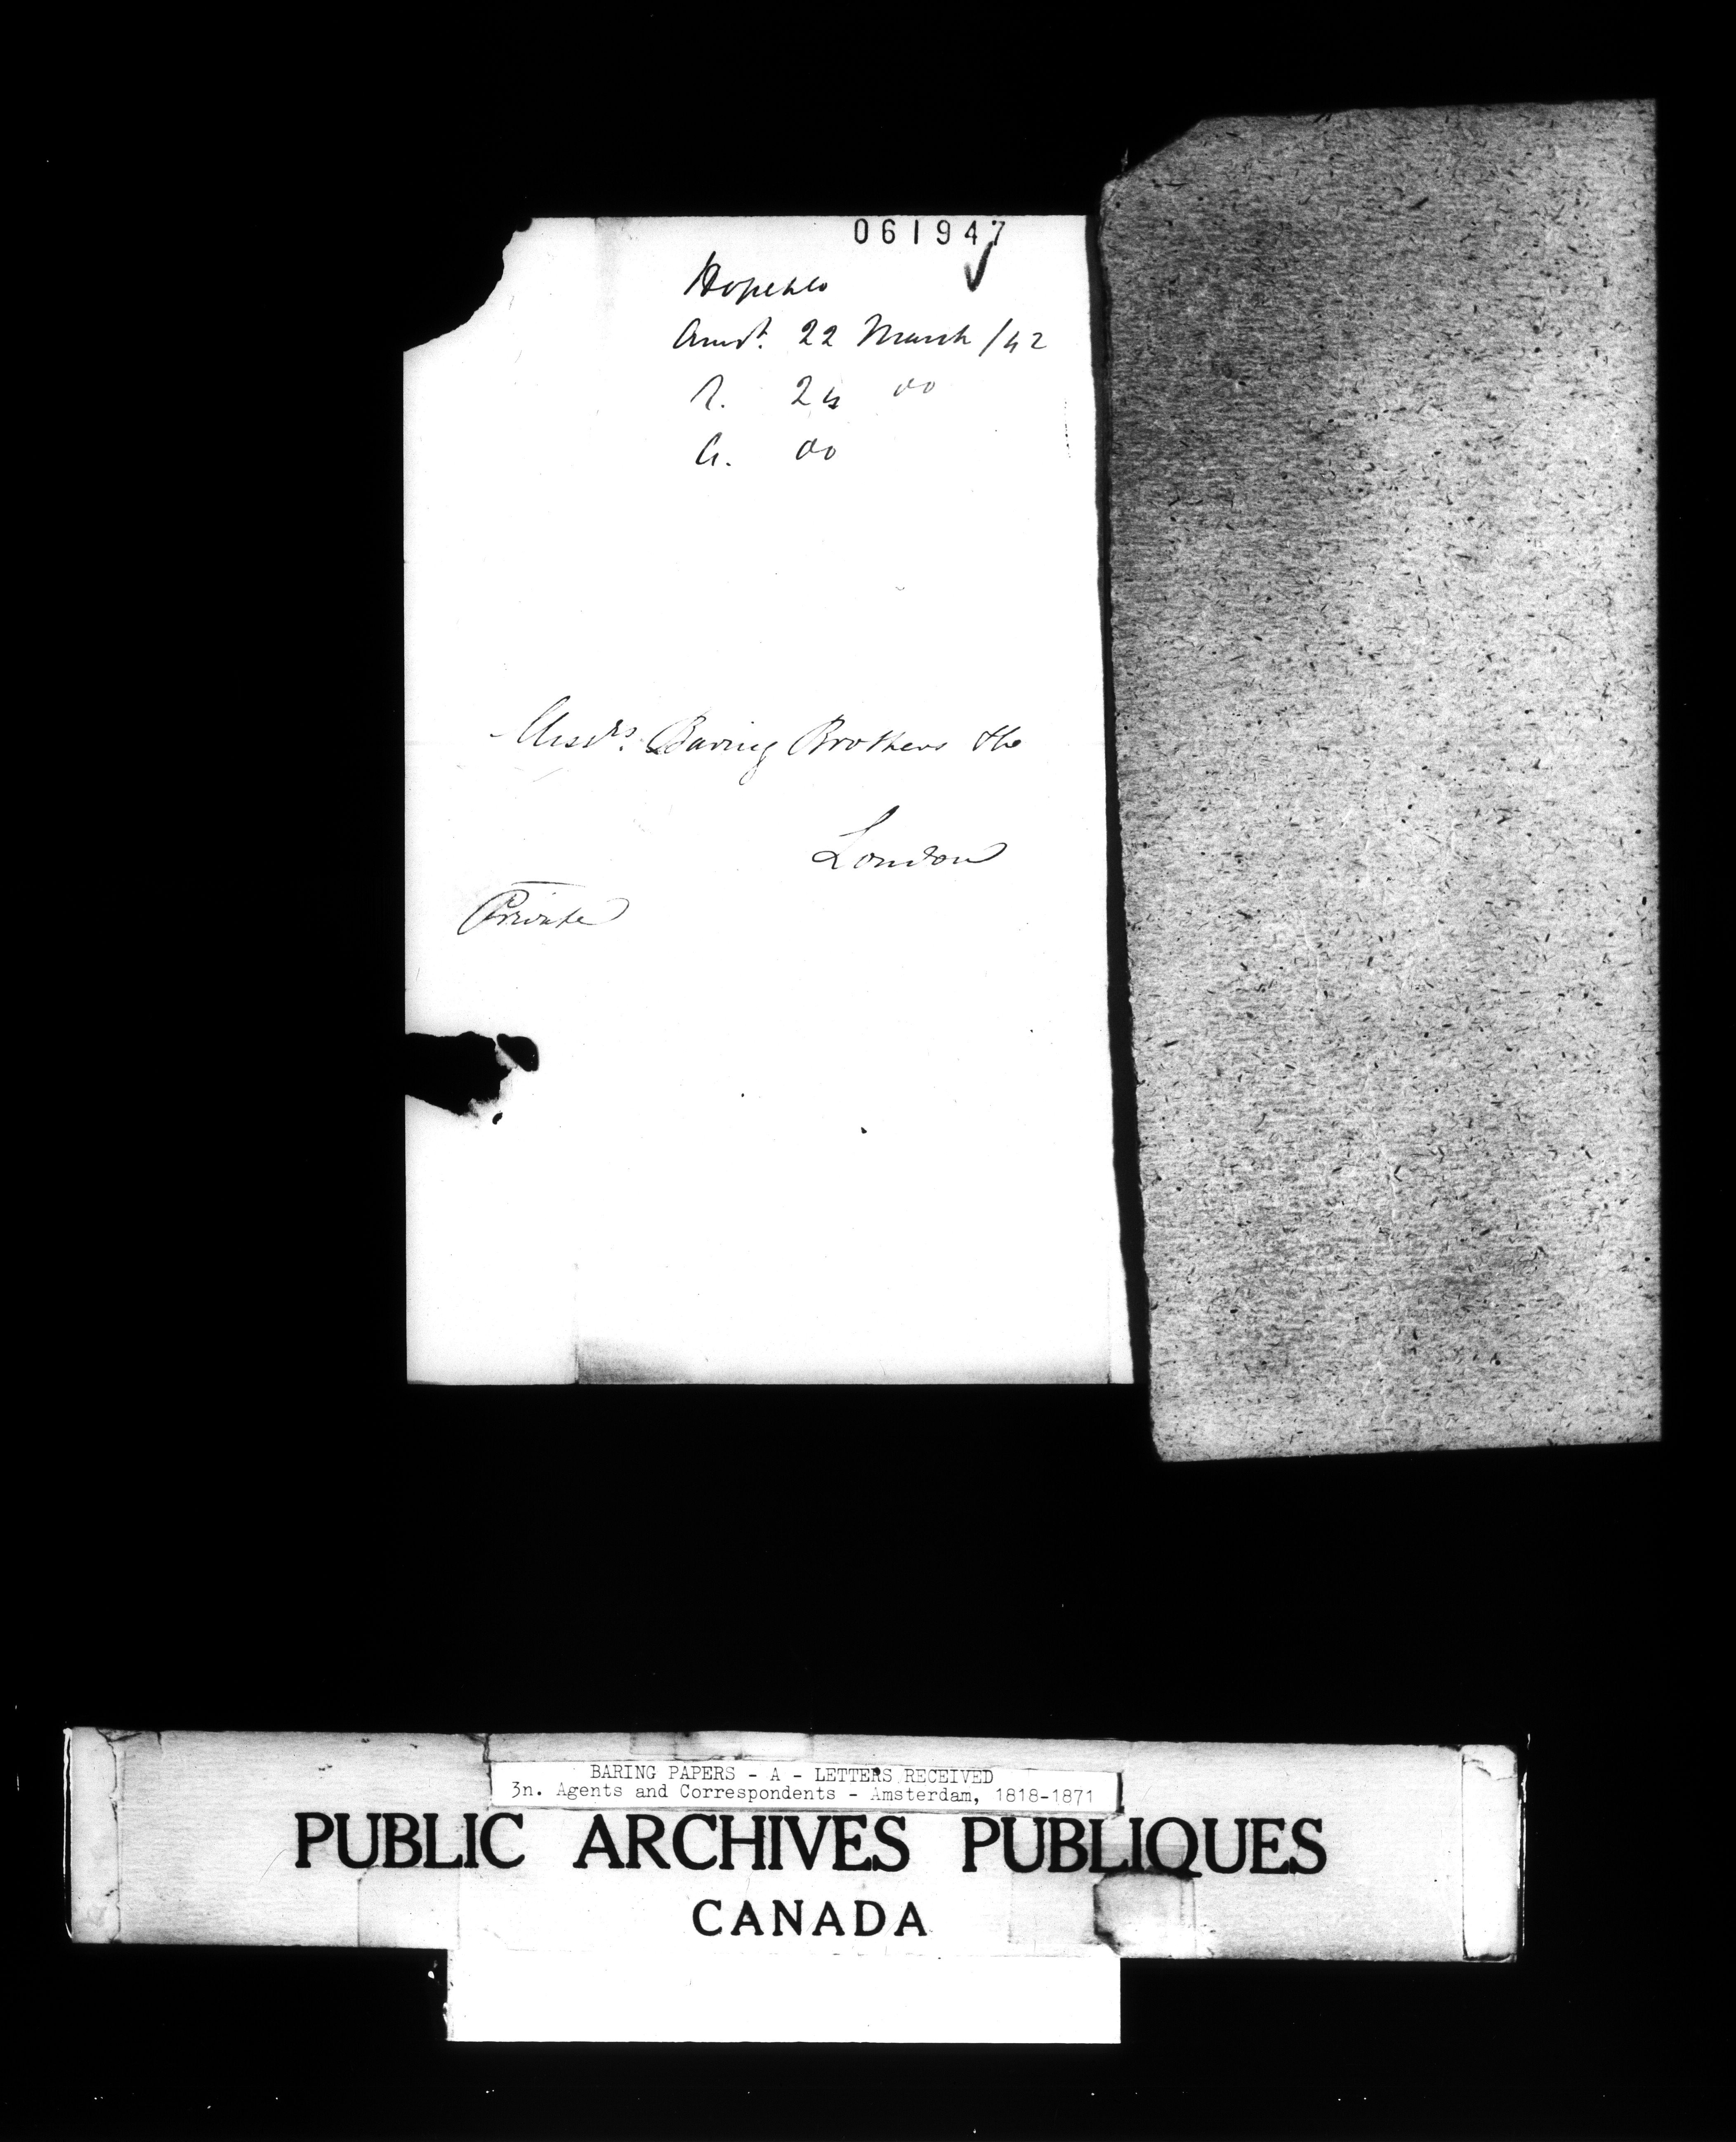 061947
Hope & Co
Amst. 22 March /42
R. 24 do
A. do
Messrs. Baring Brothers & Co
London
Private
BARING PAPERS - A - LETTERS RECEIVED
3n. Agents and Correspondents - Amsterdam, 1818-1871
PUBLIC ARCHIVES PUBLIQUES
CANADA